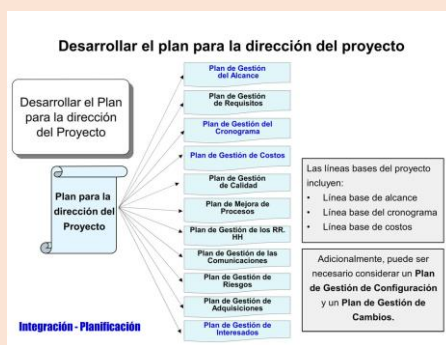 Desarrollar el plan para la dirección del proyecto
Desarrollar el Plan
para la dirección
del Proyecto
Plan para la
dirección del
Proyecto
Plan de Gestión
del Alcance
Plan de Gestión
de Requisitos
Plan de Gestión del
Cronograma
Plan de Gestión de Costos
Plan de Gestión
de Calidad
Plan de Mejora de
Procesos
Plan de Gestión de los RR.
HH
Plan de Gestión de las
Comunicaciones
Plan de Gestión de
Riesgos
Plan de Gestión de
Adquisiciones
Plan de Gestión de
Interesados
Las líneas bases del proyecto
incluyen:
• Línea base de alcance
• Línea base del cronograma
• Línea base de costos
Adicionalmente, puede ser
necesario considerar un Plan
de Gestión de Configuración
y un Plan de Gestión de
Cambios.
Integración - Planificación